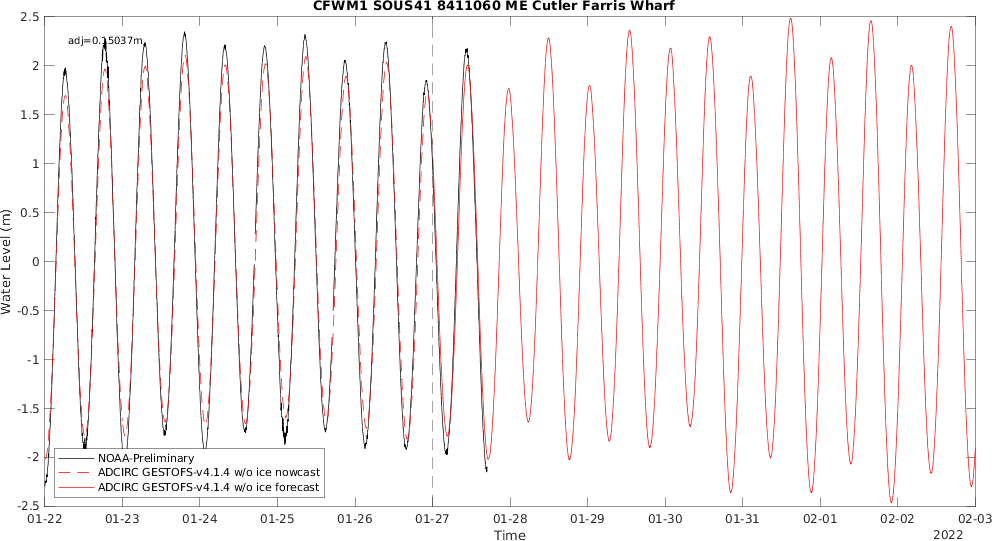 CFWM1 SOUS41 8411060 ME Cutler Farris Wharf
adj=0.15037m
2.5
2
1.5
1
0.5
0
-0.5
-1
-1.5
-2
-2.5
Water Level (m)
NOAA-Preliminary
ADCIRC GESTOFS-v4.1.4 w/o ice nowcast
ADCIRC GESTOFS-v4.1.4 w/o ice forecast
01-22 01-23 01-24 01-25 01-26 01-27 01-28 01-29 01-30 01-31 02-01 02-02 02-03
Time
2022